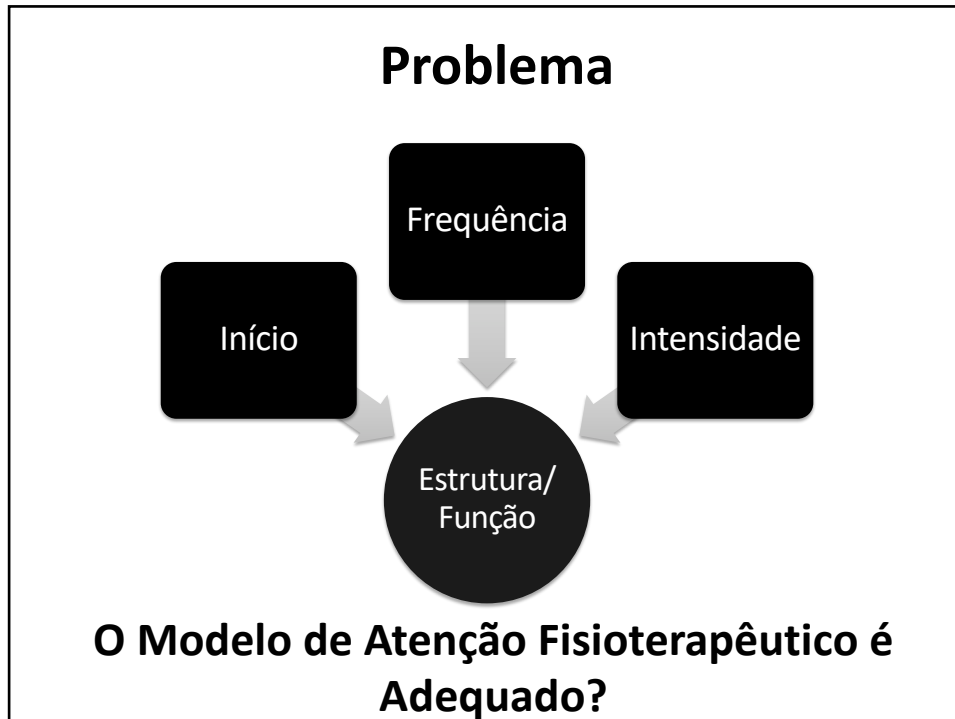 Problema
Frequência
Início
Intensidade
Estrutura/
Função
O Modelo de Atenção Fisioterapêutico é
Adequado?